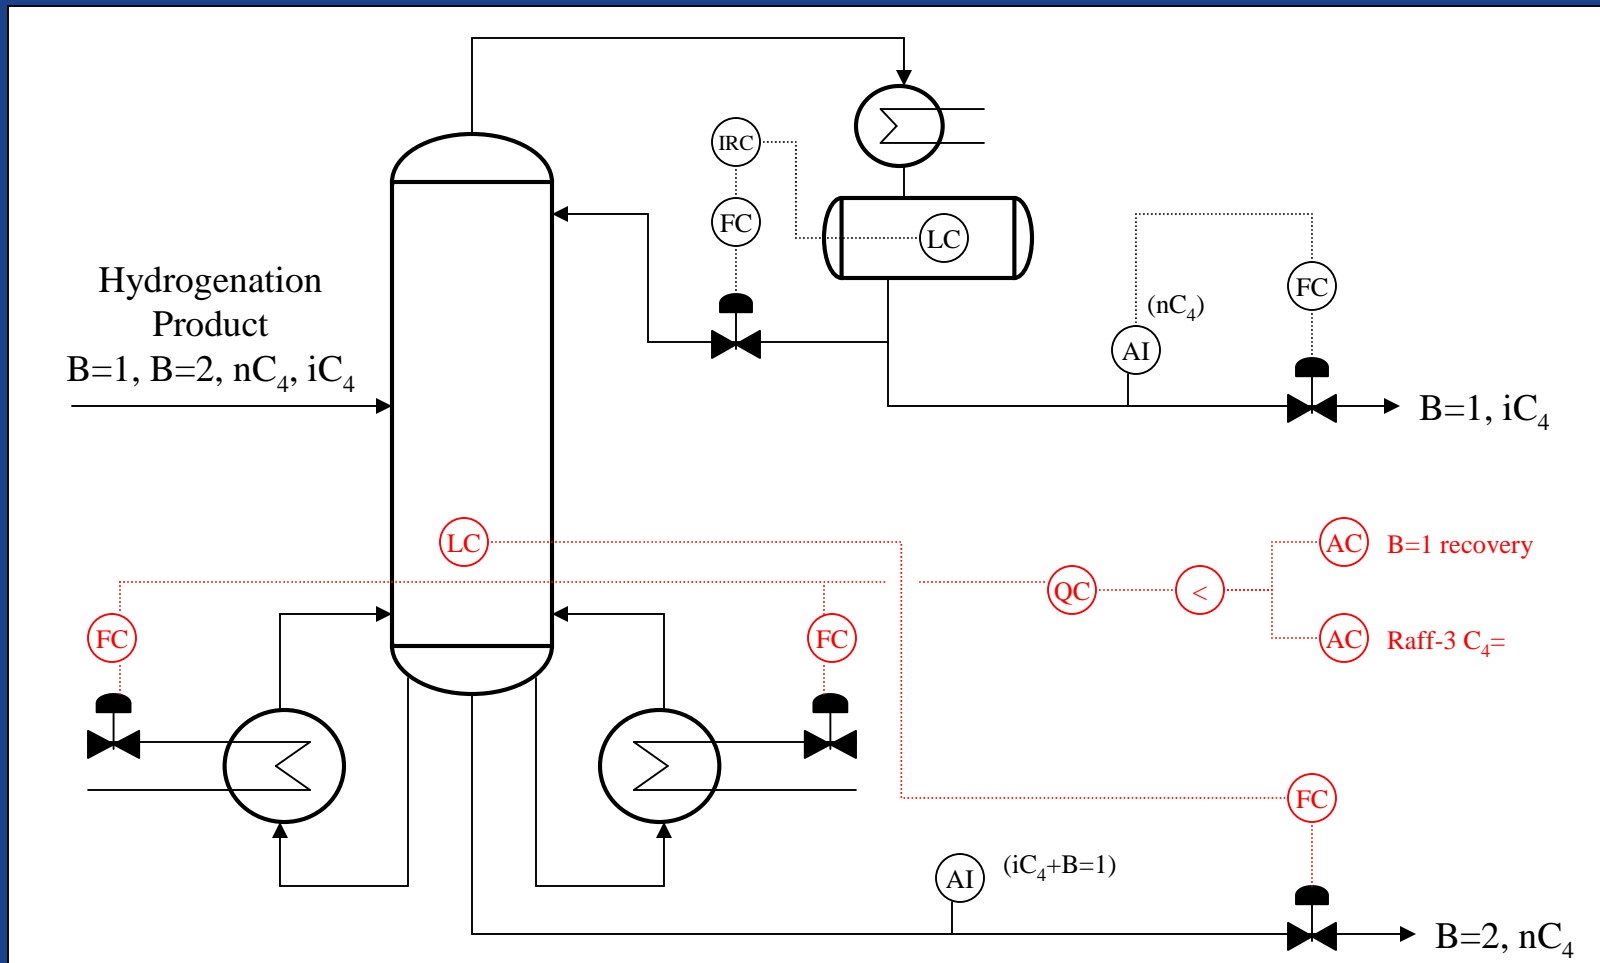 IRC
FC
LC
Hydrogenation
Product
B=1, B=2, nC₄, iC₄
(nC₄)
FC
AI
B=1, iC₄
LC
AC B=1 recovery
QC
<
FC
FC
AC Raff-3 C₄=
FC
AI
(iC₄+B=1)
B=2, nC₄